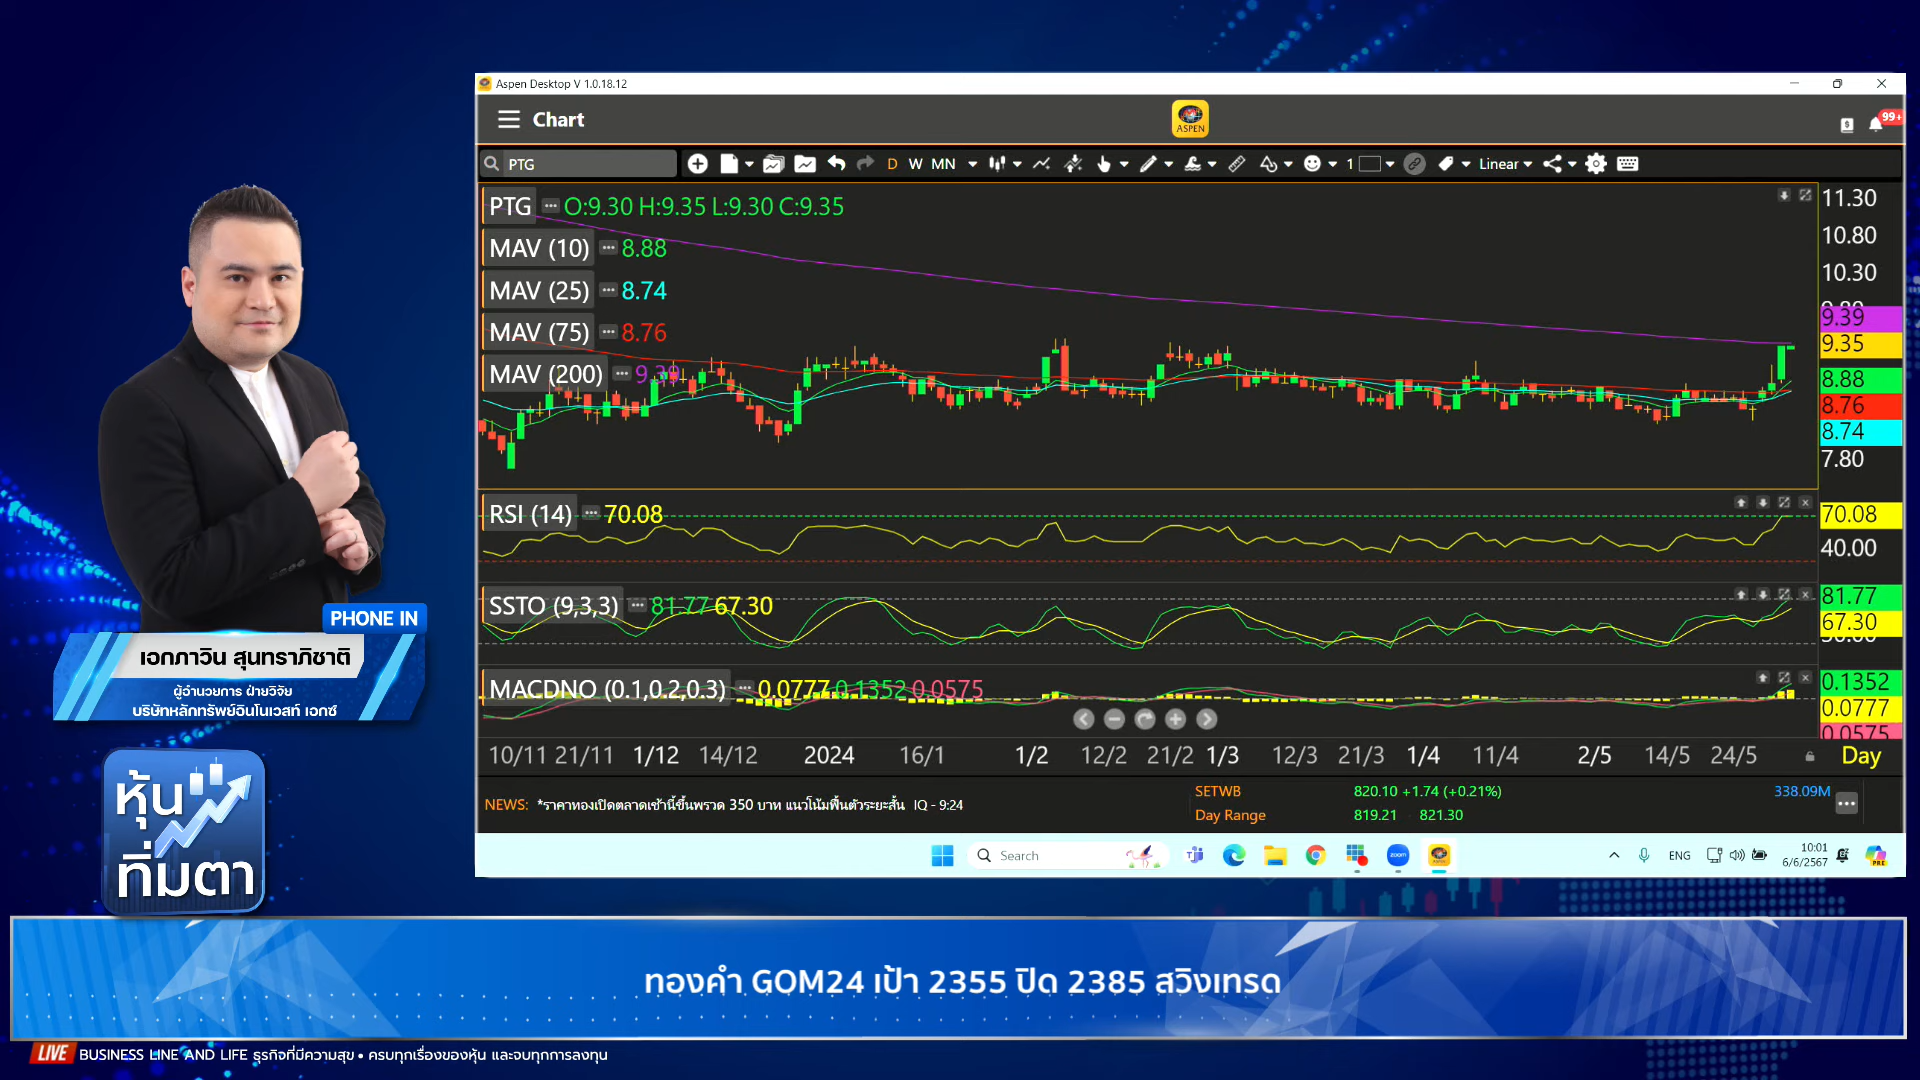 Aspen Desktop V 1.0.18.12
Chart
ASPEN
99+
PTG
D W MN
1
Linear
PTG ··· O:9.30 H:9.35 L:9.30 C:9.35
MAV (10) ··· 8.88
MAV (25) ··· 8.74
MAV (75) ··· 8.76
MAV (200) ··· 9.39
11.30
10.80
10.30
9.80
9.39
9.35
8.88
8.76
8.74
7.80
RSI (14) ··· 70.08
70.08
40.00
SSTO (9,3,3) ··· 81.77 67.30
81.77
67.30
MACDNO (0.1,0.2,0.3) ··· 0.0777 0.1352 0.0575
0.1352
0.0777
0.0575
10/11 21/11 1/12 14/12 2024 16/1 1/2 12/2 21/2 1/3 12/3 21/3 1/4 11/4 2/5 14/5 24/5 Day
NEWS: *ราคาทองเปิดตลาดเช้านี้ขึ้นพรวด 350 บาท แนวโน้มฟื้นตัวระยะสั้น IQ - 9:24
SETWB 820.10 +1.74 (+0.21%) 338.09M
Day Range 819.21 821.30
Search
zoom
ENG
10:01
6/6/2567
PRE
PHONE IN
เอกภาวิน สุนทราภิชาติ
ผู้อำนวยการ ฝ่ายวิจัย
บริษัทหลักทรัพย์อินโนเวสท์ เอกซ์
หุ้น
ทิ่มตา
ทองคำ GOM24 เป้า 2355 ปิด 2385 สวิงเทรด
LIVE BUSINESS LINE AND LIFE ธุรกิจที่มีความสุข • ครบทุกเรื่องของหุ้น และจบทุกการลงทุน